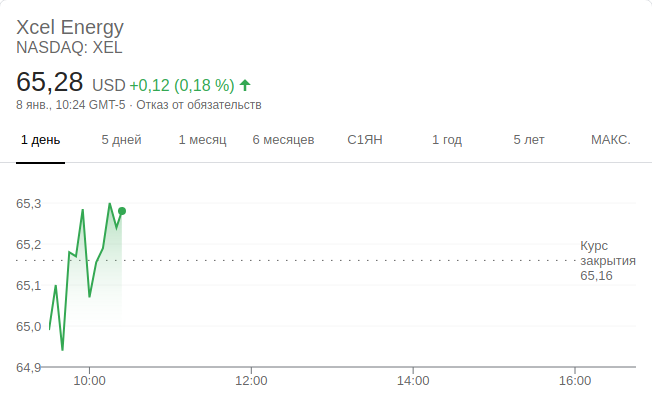 Xcel Energy
NASDAQ: XEL
65,28 USD +0,12 (0,18 %)
8 янв., 10:24 GMT-5 · Отказ от обязательств
1 день 5 дней 1 месяц 6 месяцев С1ЯН 1 год 5 лет МАКС.
65,3
65,2
65,1
65,0
64,9
Курс
закрытия
65,16
10:00 12:00 14:00 16:00